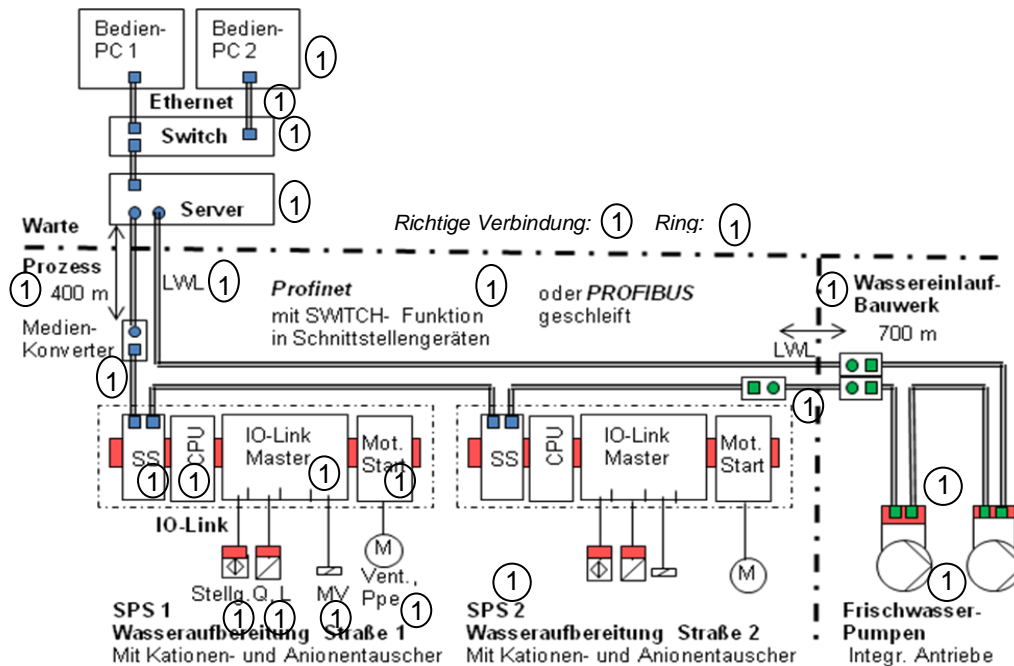 Bedien-
PC 1
Bedien-
PC 2
1
Ethernet 1
Switch 1
Server 1
Warte
Richtige Verbindung: 1 Ring: 1
Prozess
1 400 m
LWL 1
Profinet 1 oder PROFIBUS
mit SWITCH- Funktion geschleift
in Schnittstellengeräten
1 Wassereinlauf-
Bauwerk
700 m
LWL
Medien-
Konverter
1
1
SS
1
CPU
1
IO-Link
Master
1
Mot.
Start
1
SS
CPU
IO-Link
Master
Mot.
Start
1
IO-Link
M
M
Stellg. Q, L MV
1 1 1
Vent.,
Ppe 1
1
1
SPS 1
Wasseraufbereitung Straße 1
Mit Kationen- und Anionentauscher
SPS 2
Wasseraufbereitung Straße 2
Mit Kationen- und Anionentauscher
Frischwasser-
Pumpen
Integr. Antriebe